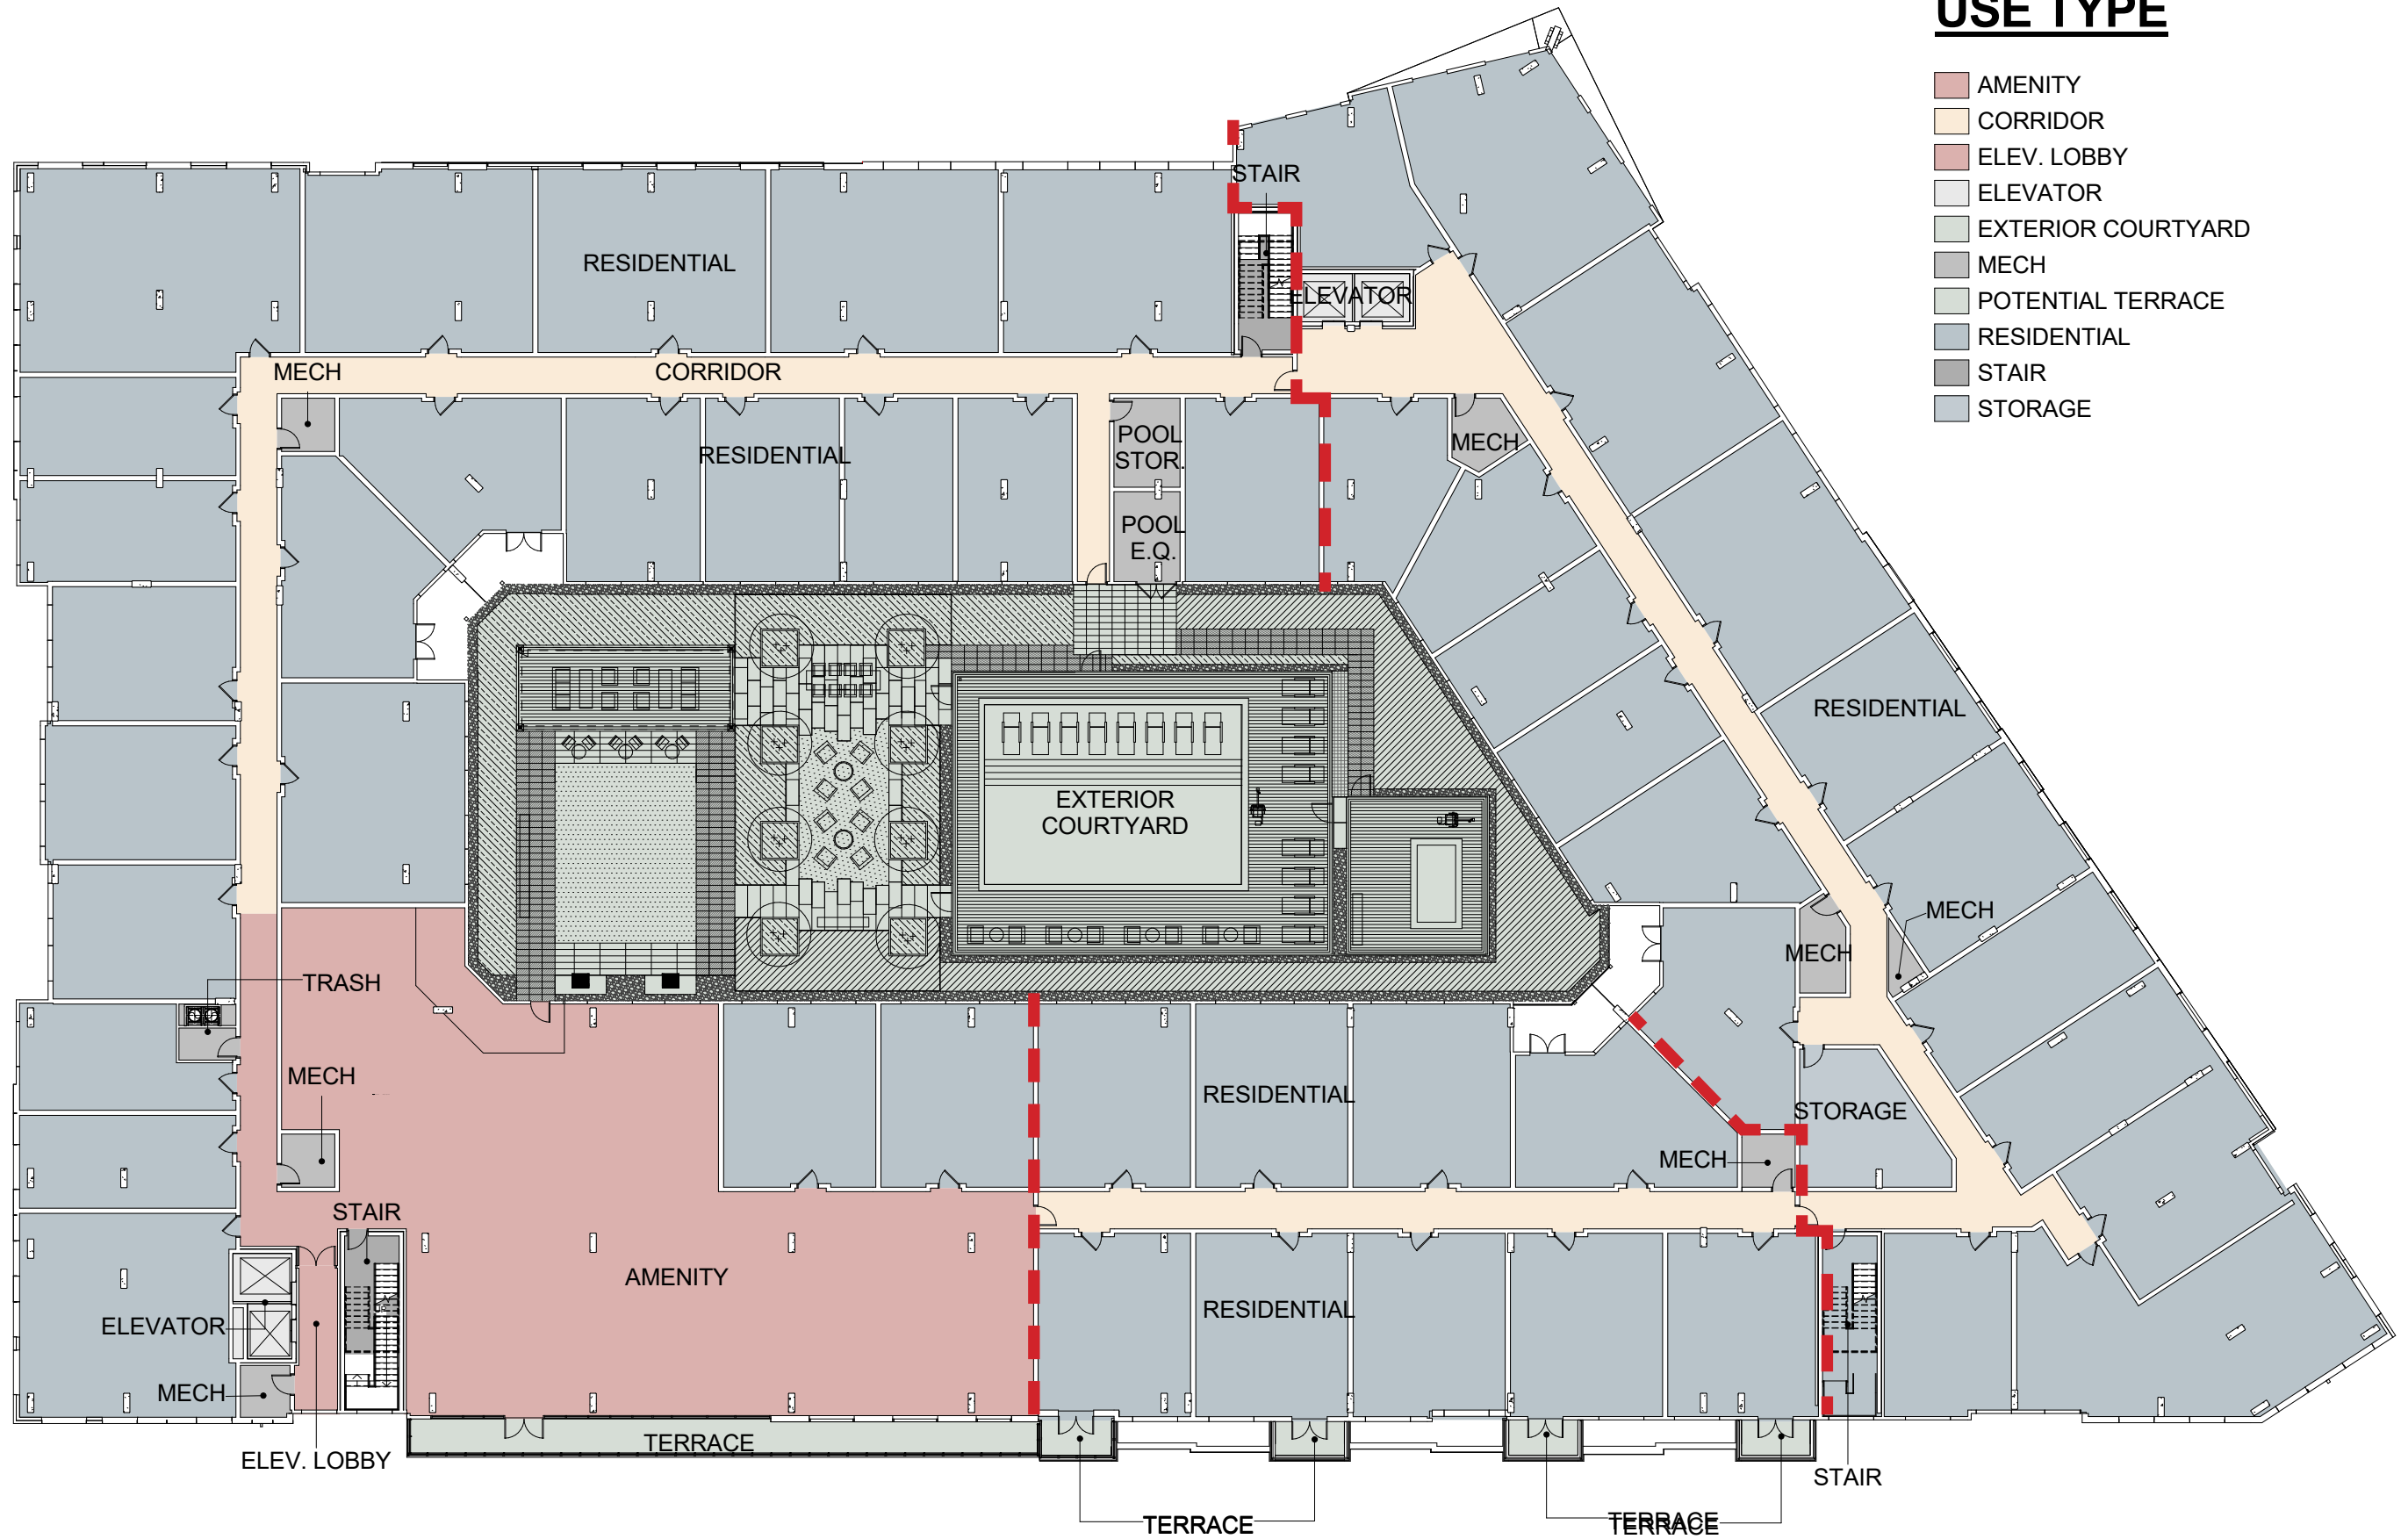 USE TYPE
AMENITY
CORRIDOR
ELEV. LOBBY
ELEVATOR
EXTERIOR COURTYARD
MECH
POTENTIAL TERRACE
RESIDENTIAL
STAIR
STORAGE
STAIR
RESIDENTIAL
ELEVATOR
MECH
CORRIDOR
POOL
STOR.
MECH
RESIDENTIAL
POOL
E.Q.
RESIDENTIAL
EXTERIOR
COURTYARD
MECH
MECH
TRASH
MECH
RESIDENTIAL
STORAGE
MECH
STAIR
AMENITY
RESIDENTIAL
ELEVATOR
MECH
TERRACE
ELEV. LOBBY
STAIR
TERRACE
TERRACE
TERRACE